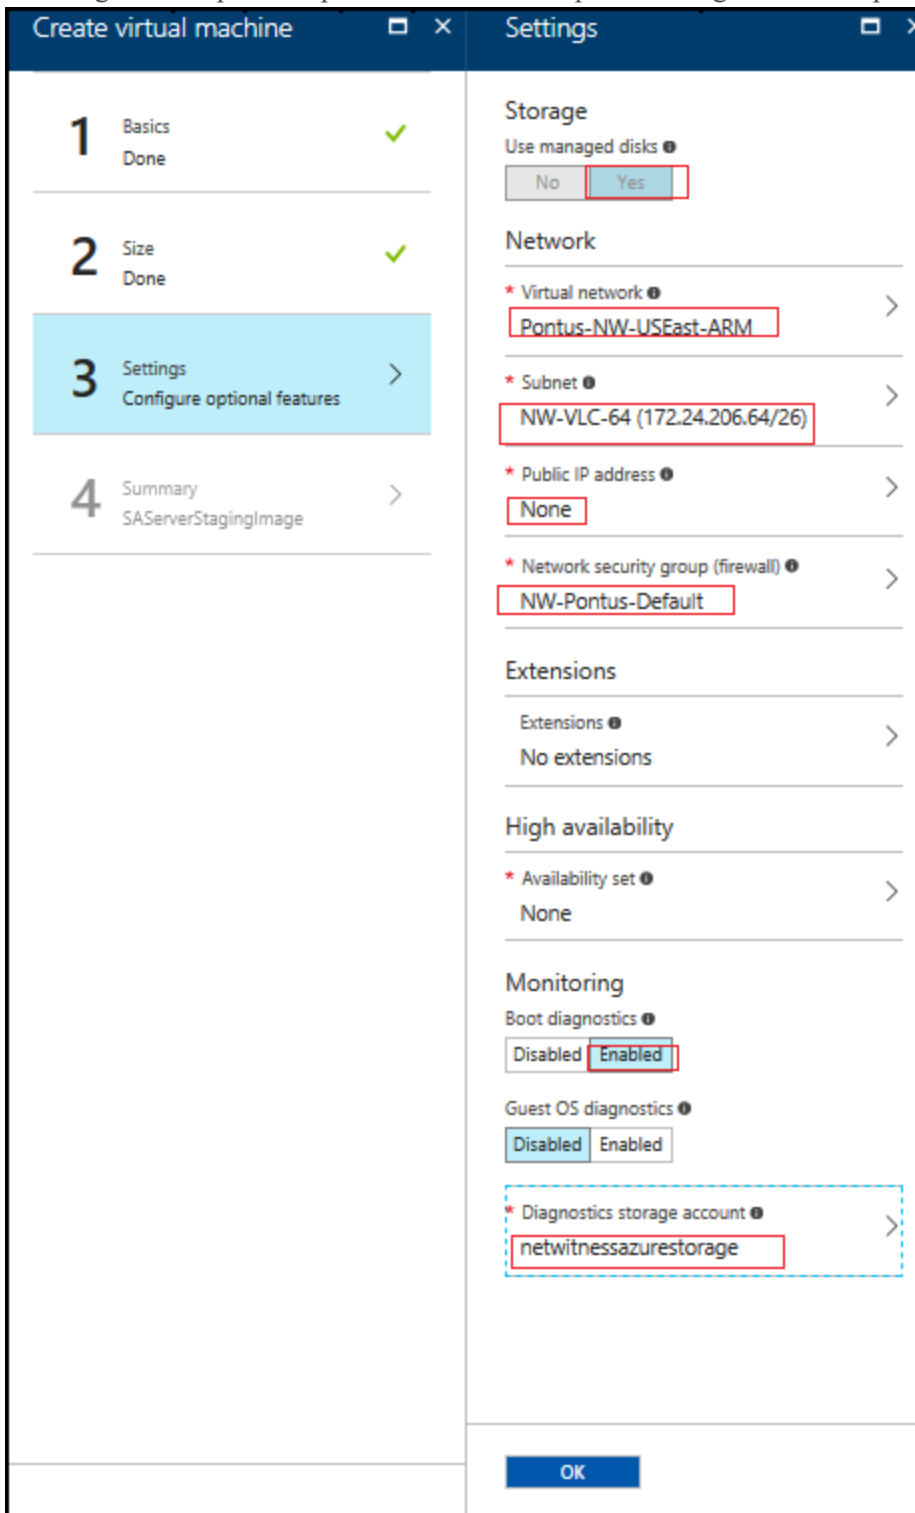 Create virtual machine
1
Basics
Done
2
Size
Done
3
Settings
Configure optional features
4
Summary
SAServerStagingImage
Settings
Storage
Use managed disks
No Yes
Network
* Virtual network
Pontus-NW-USEast-ARM
* Subnet
NW-VLC-64 (172.24.206.64/26)
* Public IP address
None
* Network security group (firewall)
NW-Pontus-Default
Extensions
Extensions
No extensions
High availability
* Availability set
None
Monitoring
Boot diagnostics
Disabled Enabled
Guest OS diagnostics
Disabled Enabled
* Diagnostics storage account
netwitnessazurestorage
OK